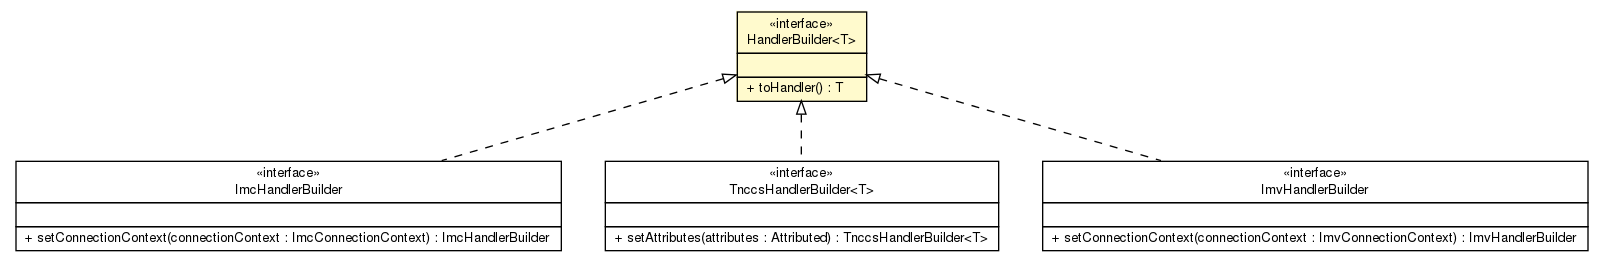 «interface»
HandlerBuilder<T>
+ toHandler() : T
«interface»
ImcHandlerBuilder
+ setConnectionContext(connectionContext : ImcConnectionContext) : ImcHandlerBuilder
«interface»
TnccsHandlerBuilder<T>
+ setAttributes(attributes : Attributed) : TnccsHandlerBuilder<T>
«interface»
ImvHandlerBuilder
+ setConnectionContext(connectionContext : ImvConnectionContext) : ImvHandlerBuilder